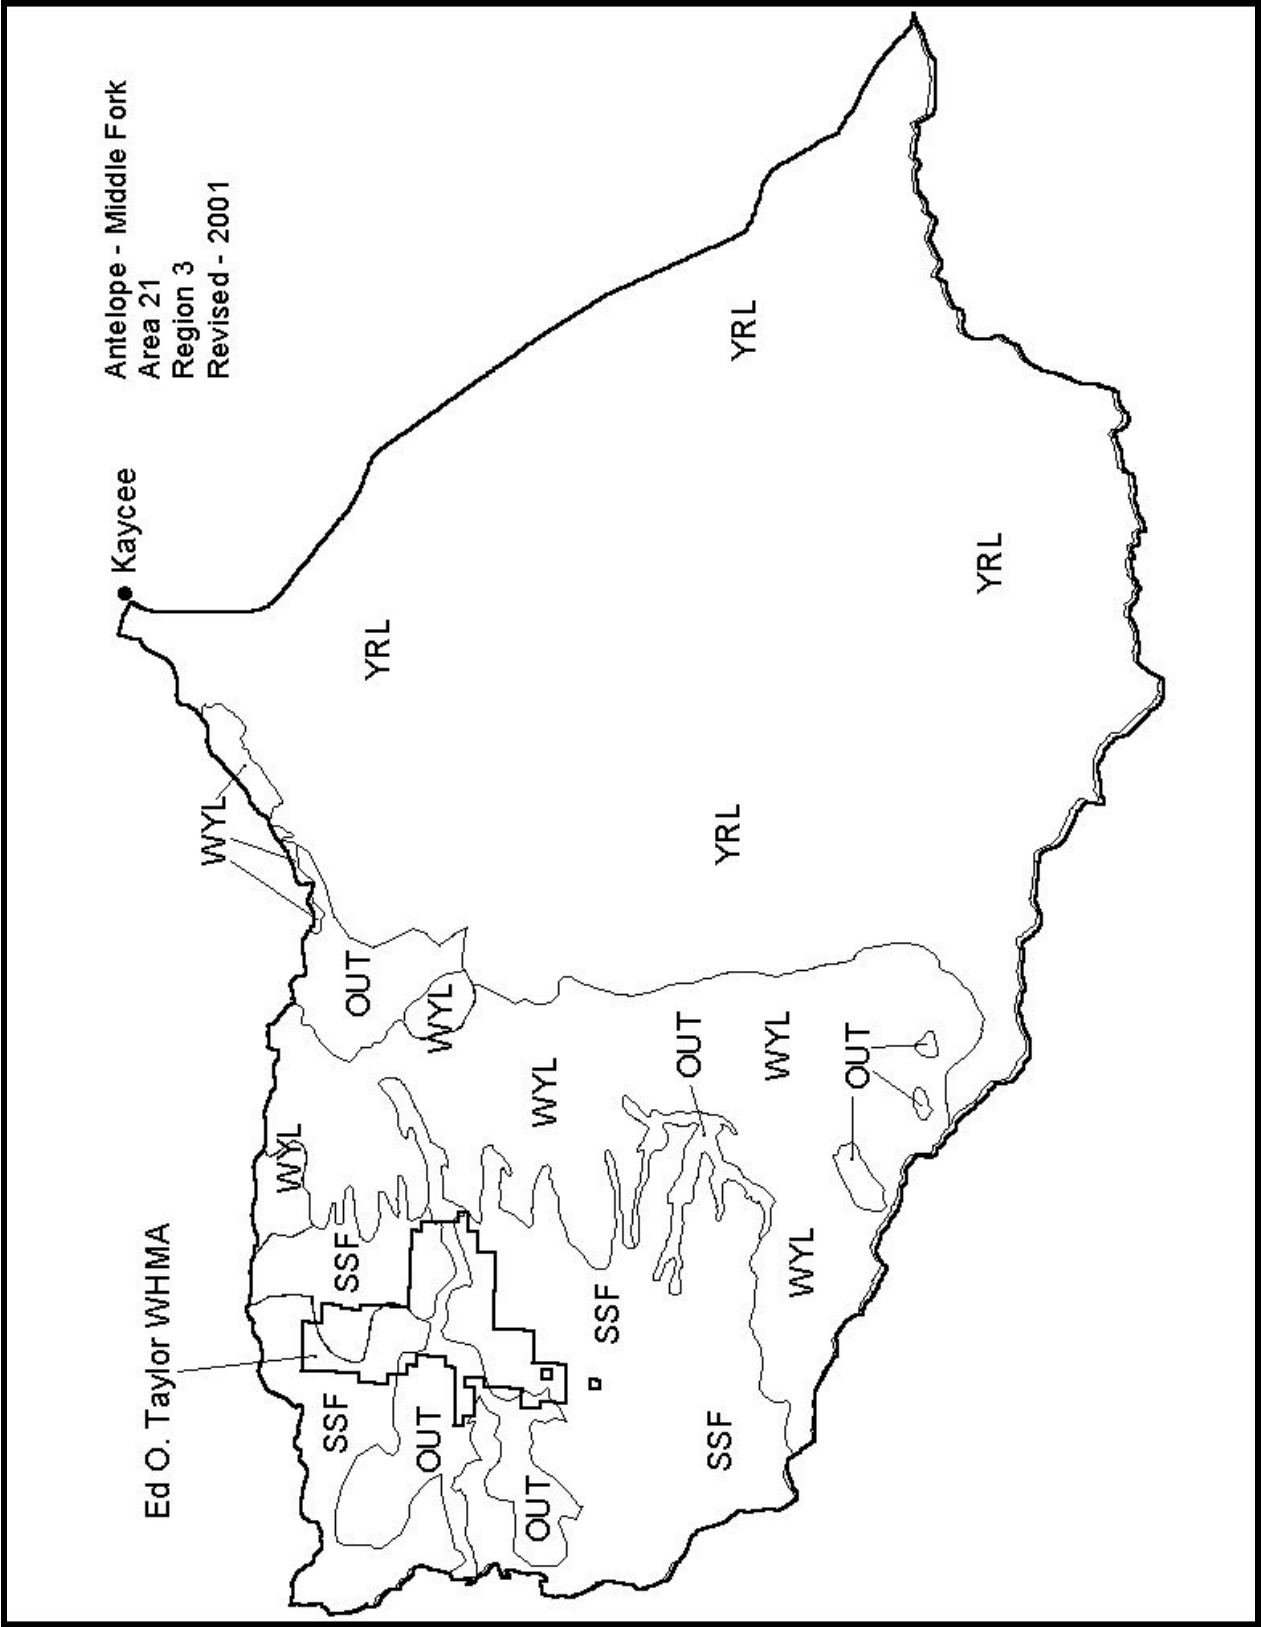 Antelope - Middle Fork
Area 21
Region 3
Revised - 2001
Kaycee
Ed O. Taylor WHMA
WYL
WYL
SSF
SSF
OUT
YRL
WYL
OUT
OUT
WYL
SSF
OUT
SSF
WYL
WYL
OUT
YRL
YRL
YRL